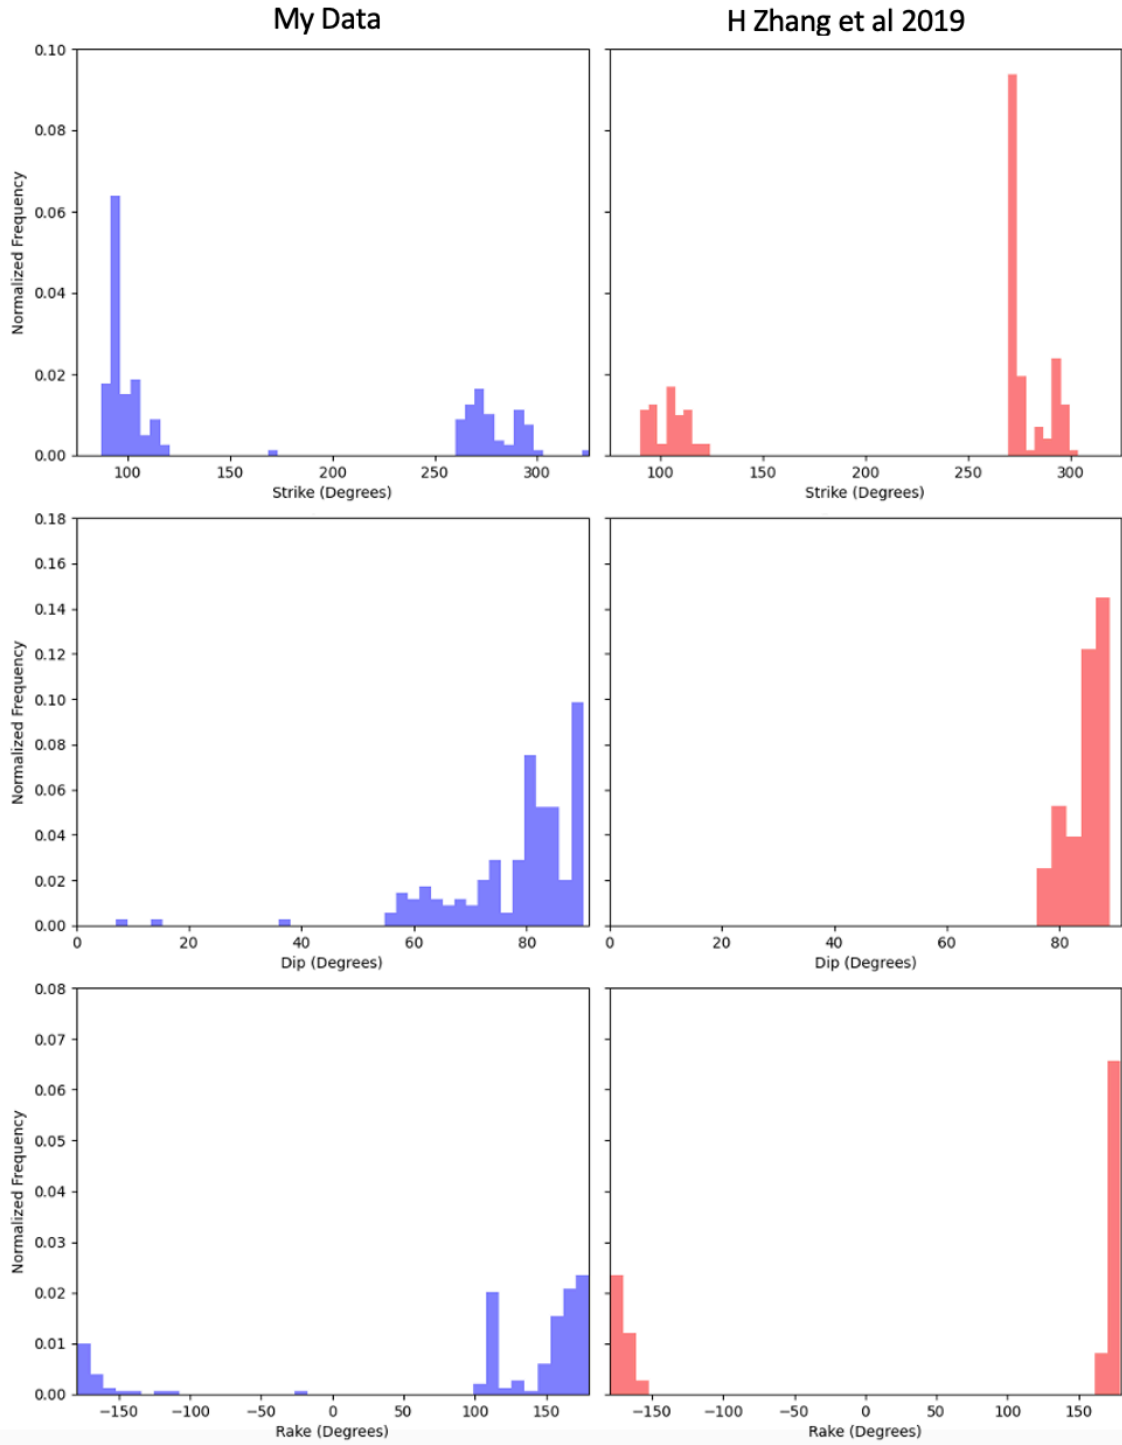 My Data
H Zhang et al 2019
0.10
0.08
0.06
0.04
0.02
0.00
Normalized Frequency
100 150 200 250 300
Strike (Degrees)
100 150 200 250 300
Strike (Degrees)
0.18
0.16
0.14
0.12
0.10
0.08
0.06
0.04
0.02
0.00
Normalized Frequency
0 20 40 60 80
Dip (Degrees)
0 20 40 60 80
Dip (Degrees)
0.08
0.07
0.06
0.05
0.04
0.03
0.02
0.01
0.00
Normalized Frequency
−150 −100 −50 0 50 100 150
Rake (Degrees)
−150 −100 −50 0 50 100 150
Rake (Degrees)